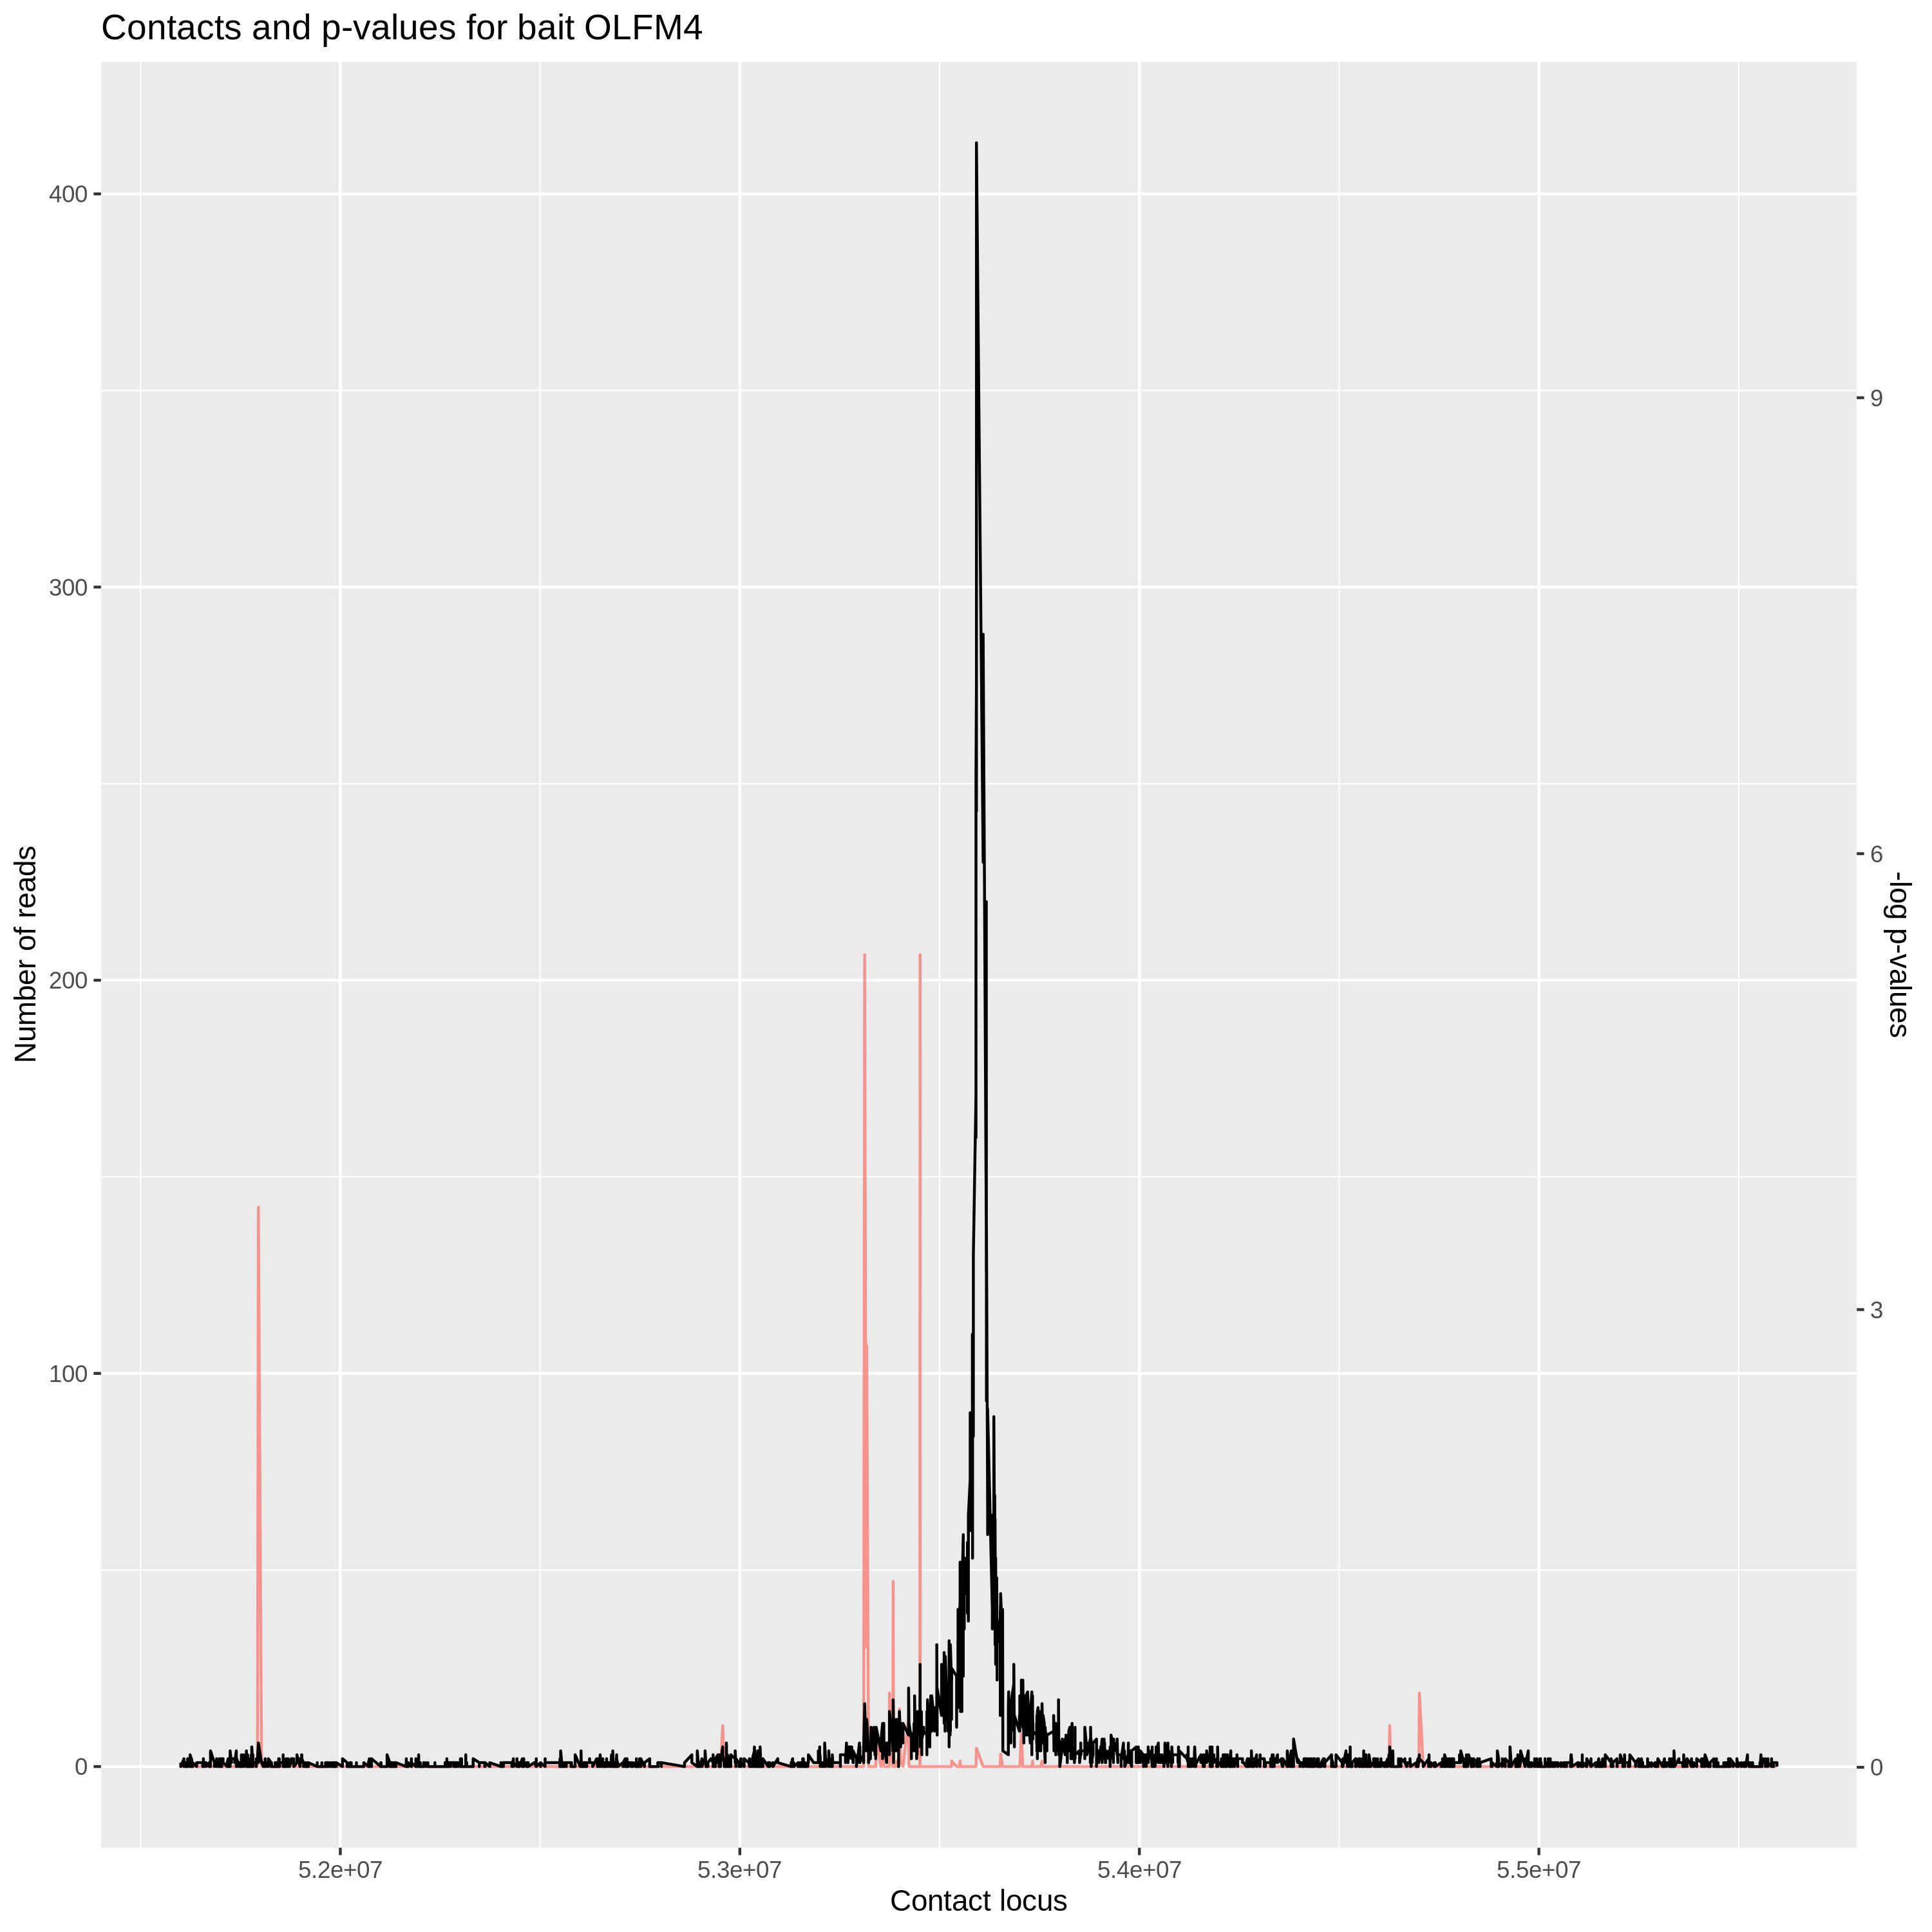 Contacts and p-values for bait OLFM4
400
300
200
100
0
Number of reads
9
6
3
0
-log p-values
5.2e+07
5.3e+07
5.4e+07
5.5e+07
Contact locus